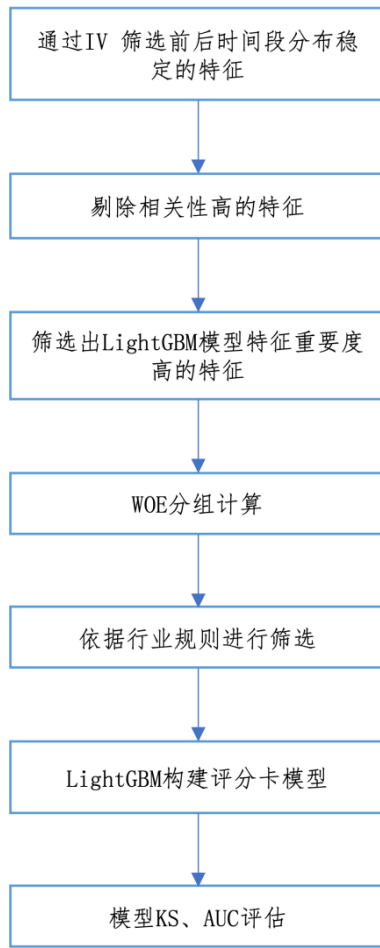 通过IV 筛选前后时间段分布稳
定的特征
剔除相关性高的特征
筛选出LightGBM模型特征重要度
高的特征
WOE分组计算
依据行业规则进行筛选
LightGBM构建评分卡模型
模型KS、AUC评估